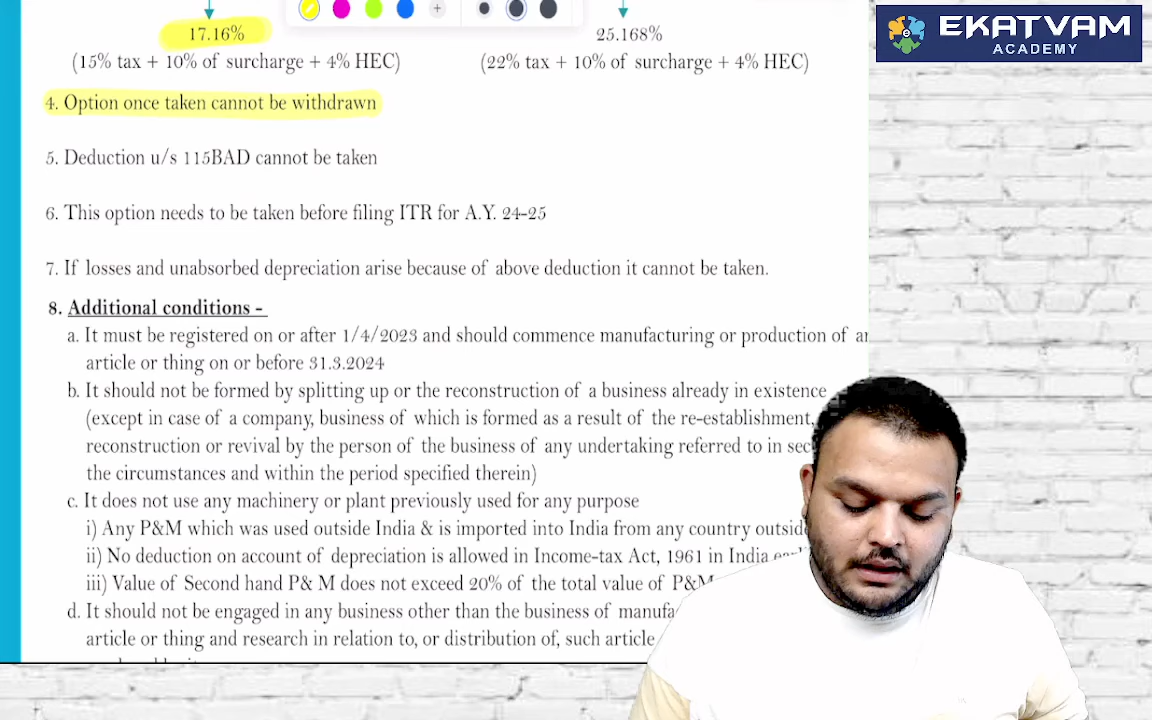 EKATVAM
ACADEMY
17.16%
25.168%
(15% tax + 10% of surcharge + 4% HEC)
(22% tax + 10% of surcharge + 4% HEC)
4. Option once taken cannot be withdrawn
5. Deduction u/s 115BAD cannot be taken
6. This option needs to be taken before filing ITR for A.Y. 24-25
7. If losses and unabsorbed depreciation arise because of above deduction it cannot be taken.
8. Additional conditions -
a. It must be registered on or after 1/4/2023 and should commence manufacturing or production of
article or thing on or before 31.3.2024
b. It should not be formed by splitting up or the reconstruction of a business already in existence
(except in case of a company, business of which is formed as a result of the re-establishment,
reconstruction or revival by the person of the business of any undertaking referred to in
the circumstances and within the period specified therein)
c. It does not use any machinery or plant previously used for any purpose
i) Any P&M which was used outside India & is imported into India from any country
ii) No deduction on account of depreciation is allowed in Income-tax Act, 1961 in India
iii) Value of Second hand P& M does not exceed 20% of the total value of P&M
d. It should not be engaged in any business other than the business of
article or thing and research in relation to, or distribution of, such article